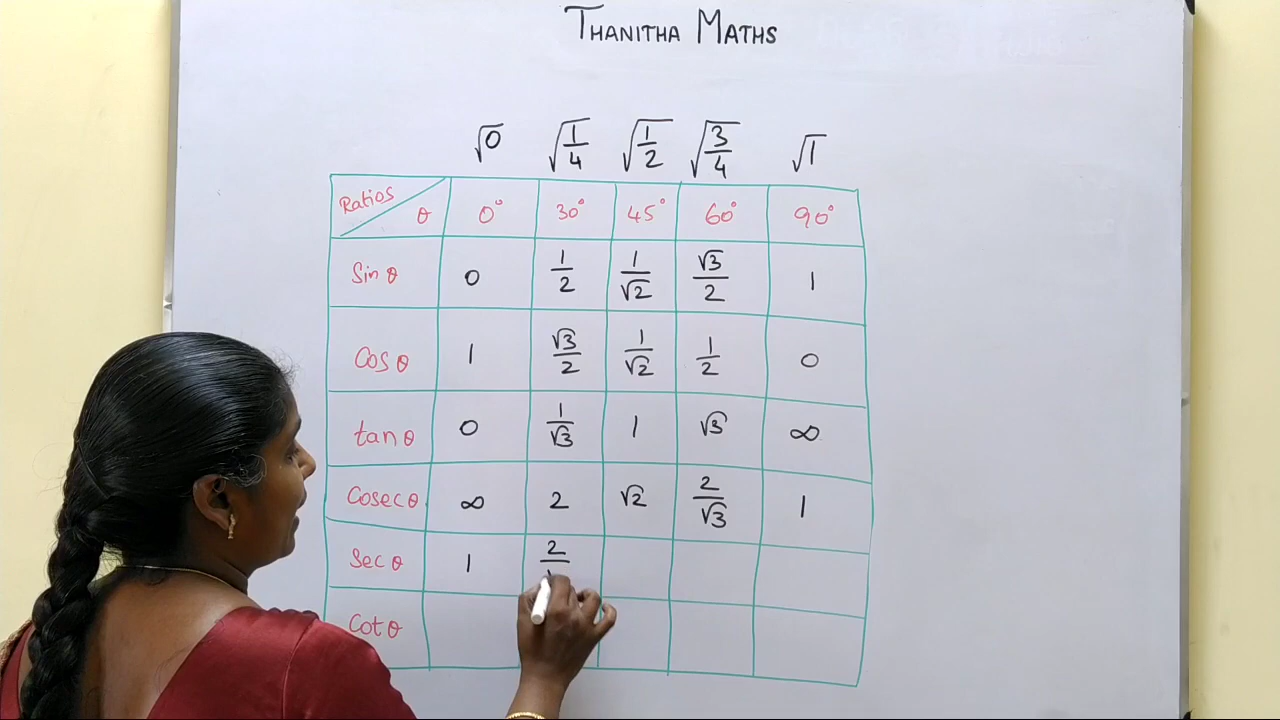 THANITHA MATHS
√0 √(1/4) √(1/2) √(3/4) √1
Ratios θ 0° 30° 45° 60° 90°
Sin θ 0 1/2 1/√2 √3/2 1
Cos θ 1 √3/2 1/√2 1/2 0
tan θ 0 1/√3 1 √3 ∞
Cosec θ ∞ 2 √2 2/√3 1
Sec θ 1 2/
Cot θ